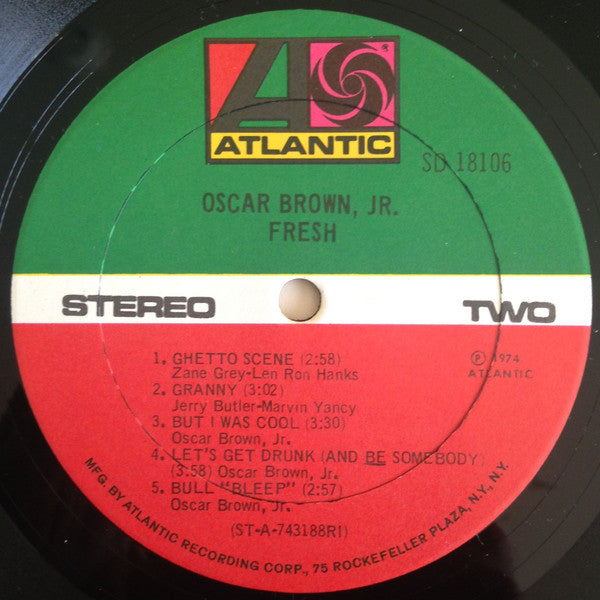 ATLANTIC
SD 18106
OSCAR BROWN, JR.
FRESH
STEREO
TWO
1. GHETTO SCENE (2:58)
Zane Grey-Len Ron Hanks
2. GRANNY (3:02)
Jerry Butler-Marvin Yancy
3. BUT I WAS COOL (3:30)
Oscar Brown, Jr.
4. LET'S GET DRUNK (AND BE SOMEBODY)
(3:58) Oscar Brown, Jr.
5. BULL "BLEEP" (2:57)
Oscar Brown, Jr.
(ST-A-743188RI)
℗ 1974
ATLANTIC
MFG. BY ATLANTIC RECORDING CORP., 75 ROCKEFELLER PLAZA, N.Y., N.Y.